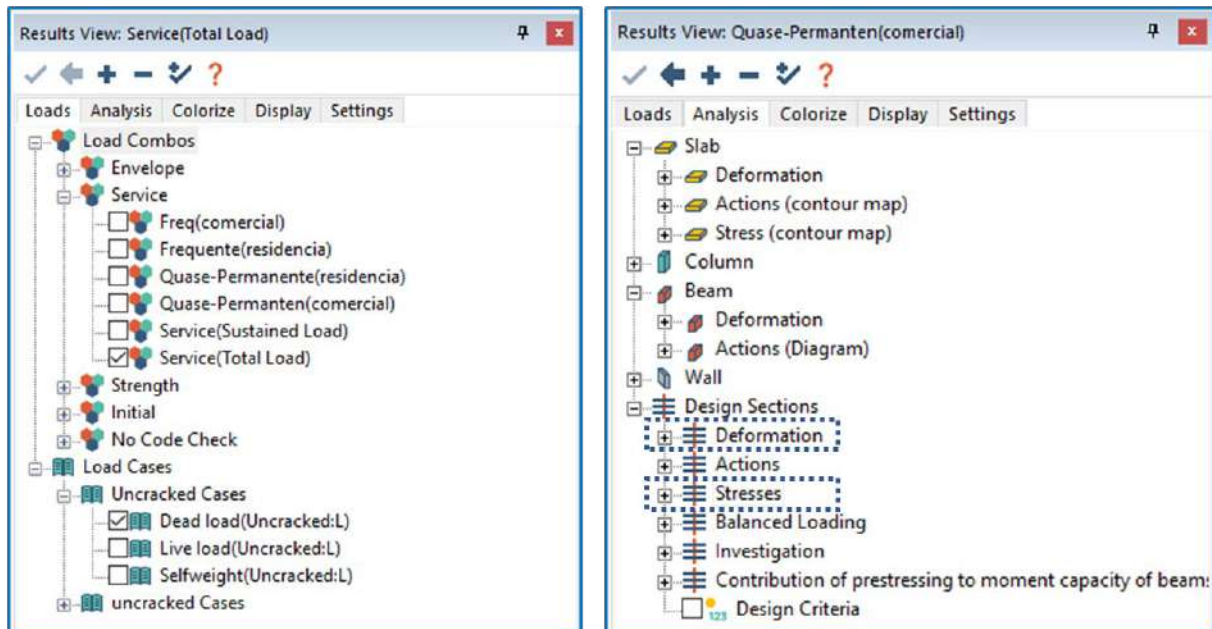 Results View: Service(Total Load)
Loads Analysis Colorize Display Settings
Load Combos
Envelope
Service
Freq(comercial)
Frequente(residencia)
Quase-Permanente(residencia)
Quase-Permanten(comercial)
Service(Sustained Load)
Service(Total Load)
Strength
Initial
No Code Check
Load Cases
Uncracked Cases
Dead load(Uncracked:L)
Live load(Uncracked:L)
Selfweight(Uncracked:L)
uncracked Cases
Results View: Quase-Permanten(comercial)
Loads Analysis Colorize Display Settings
Slab
Deformation
Actions (contour map)
Stress (contour map)
Column
Beam
Deformation
Actions (Diagram)
Wall
Design Sections
Deformation
Actions
Stresses
Balanced Loading
Investigation
Contribution of prestressing to moment capacity of beams
123 Design Criteria